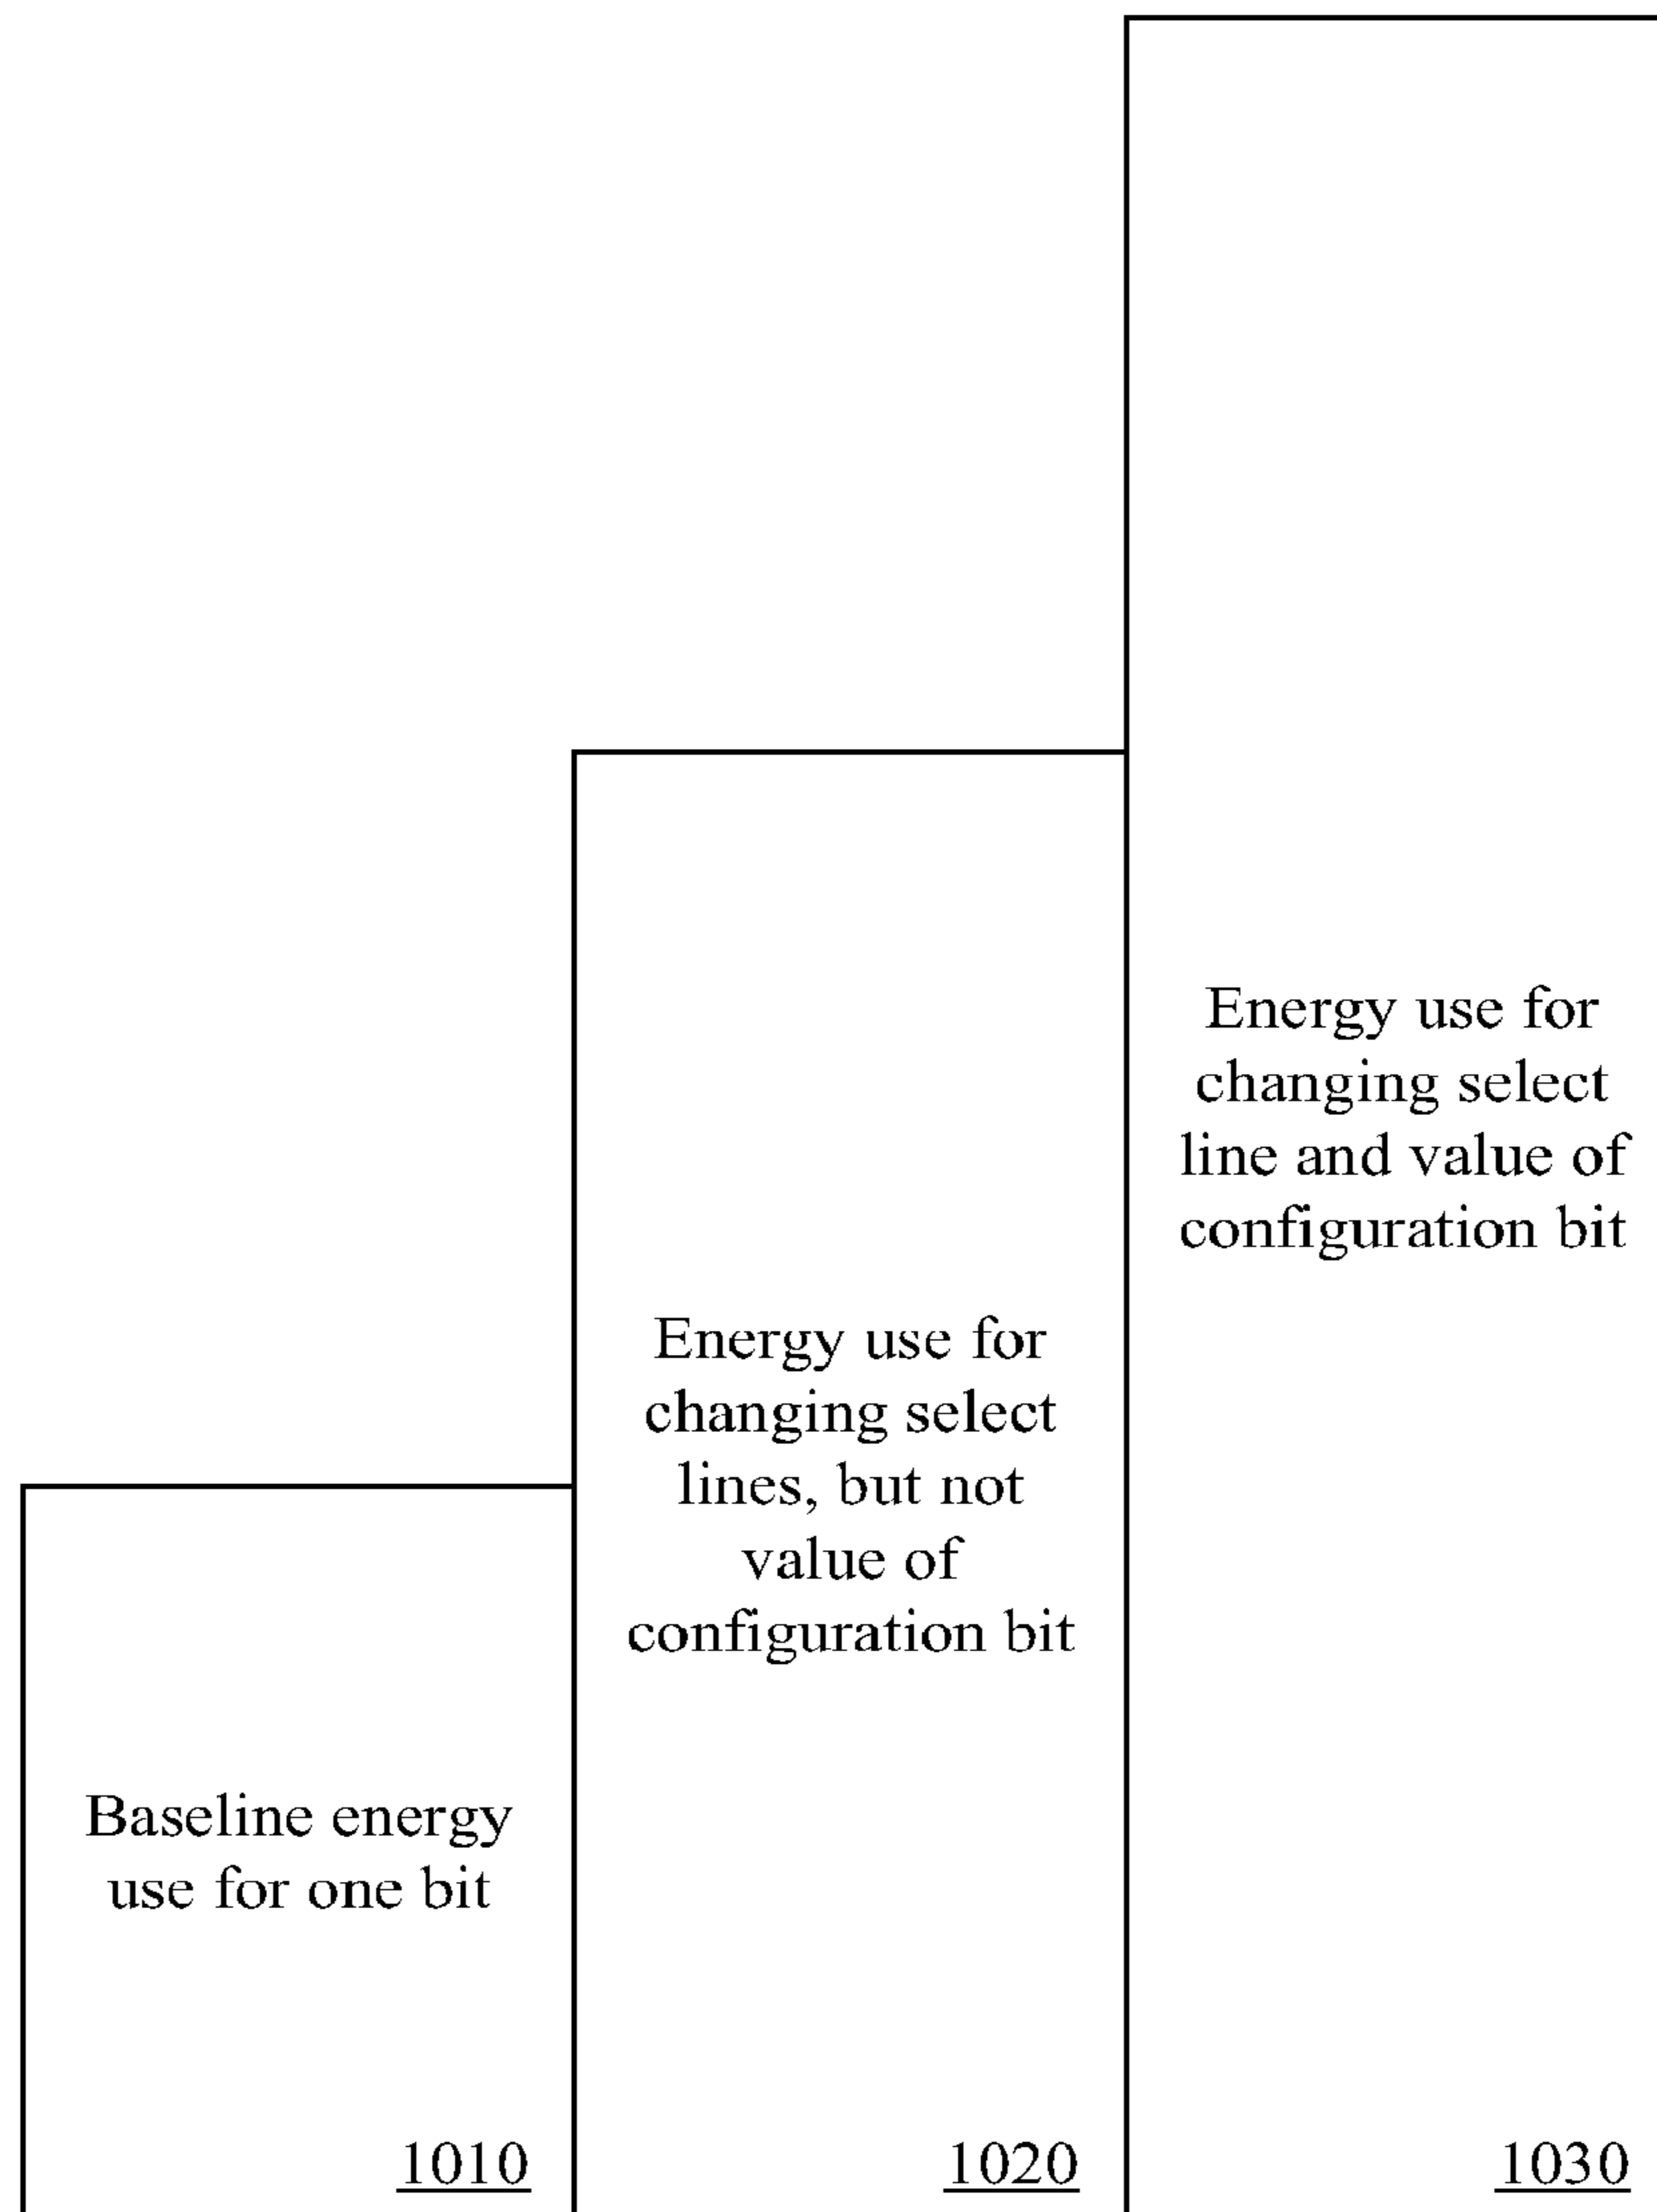 Baseline energy
use for one bit
1010
Energy use for
changing select
lines, but not
value of
configuration bit
1020
Energy use for
changing select
line and value of
configuration bit
1030